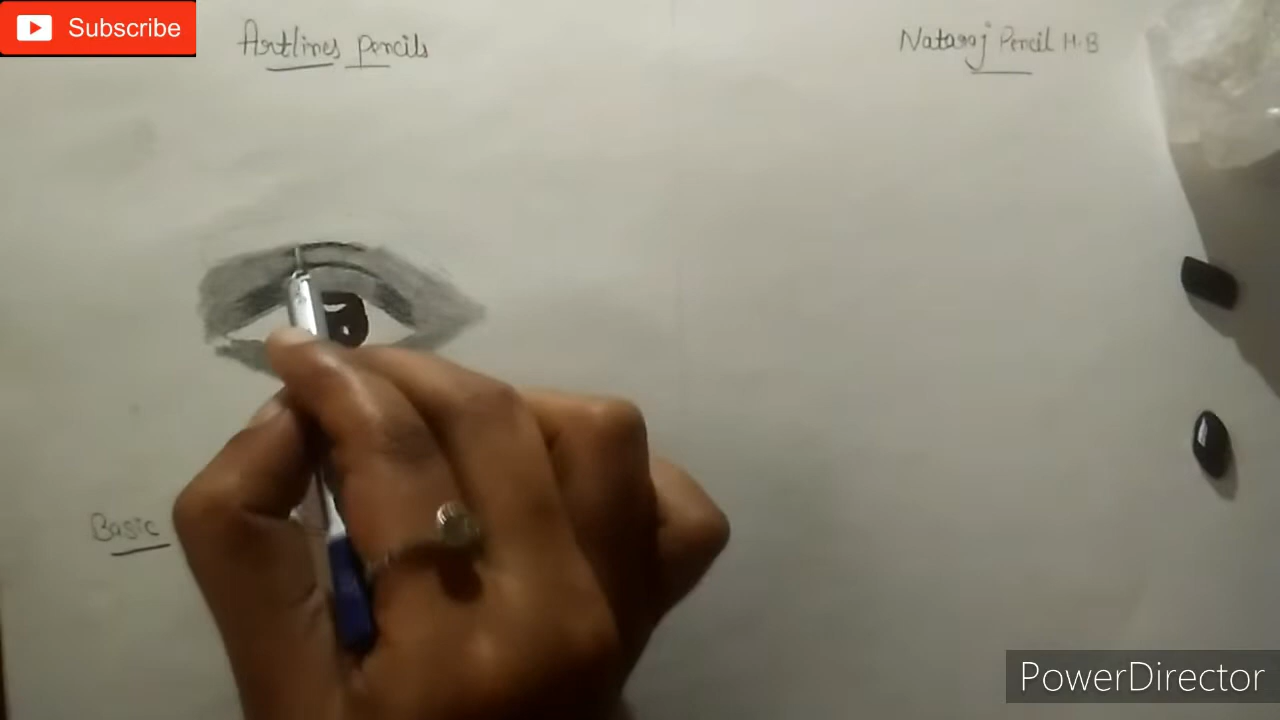 Subscribe
Artlines Pencils
Nataraj Pencil H.B
Basic
PowerDirector